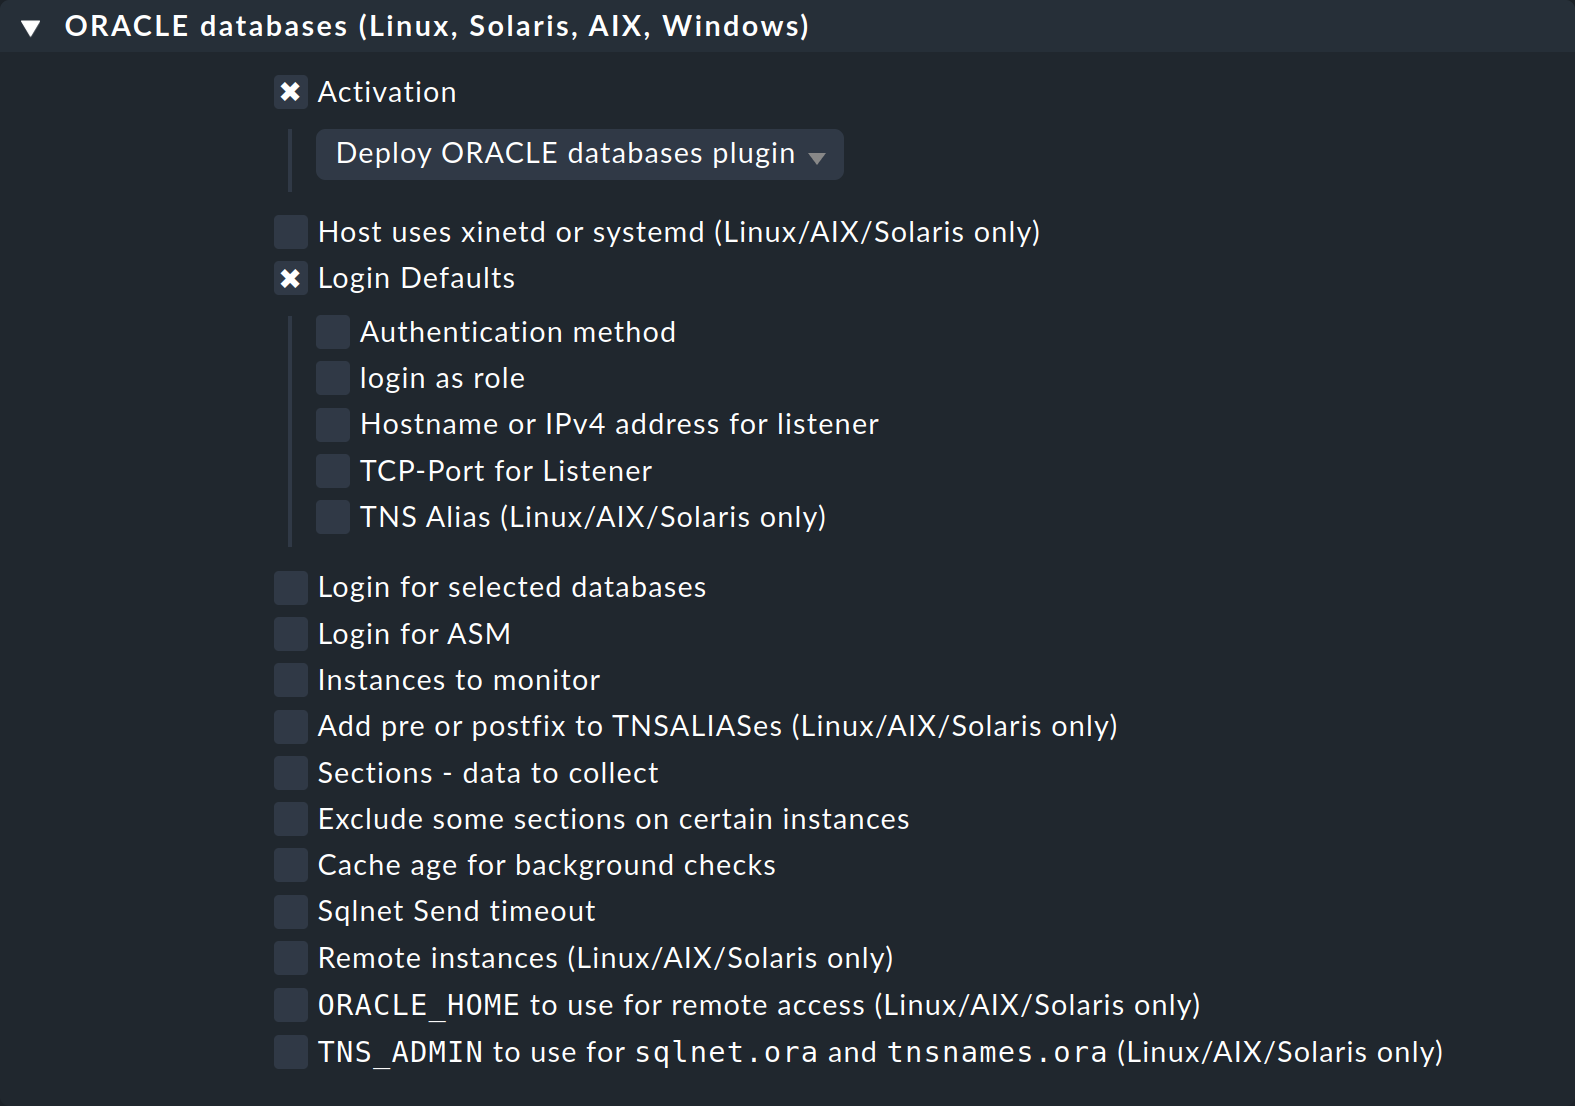 ORACLE databases (Linux, Solaris, AIX, Windows)
Activation
Deploy ORACLE databases plugin
Host uses xinetd or systemd (Linux/AIX/Solaris only)
Login Defaults
Authentication method
login as role
Hostname or IPv4 address for listener
TCP-Port for Listener
TNS Alias (Linux/AIX/Solaris only)
Login for selected databases
Login for ASM
Instances to monitor
Add pre or postfix to TNSALIASes (Linux/AIX/Solaris only)
Sections - data to collect
Exclude some sections on certain instances
Cache age for background checks
Sqlnet Send timeout
Remote instances (Linux/AIX/Solaris only)
ORACLE_HOME to use for remote access (Linux/AIX/Solaris only)
TNS_ADMIN to use for sqlnet.ora and tnsnames.ora (Linux/AIX/Solaris only)